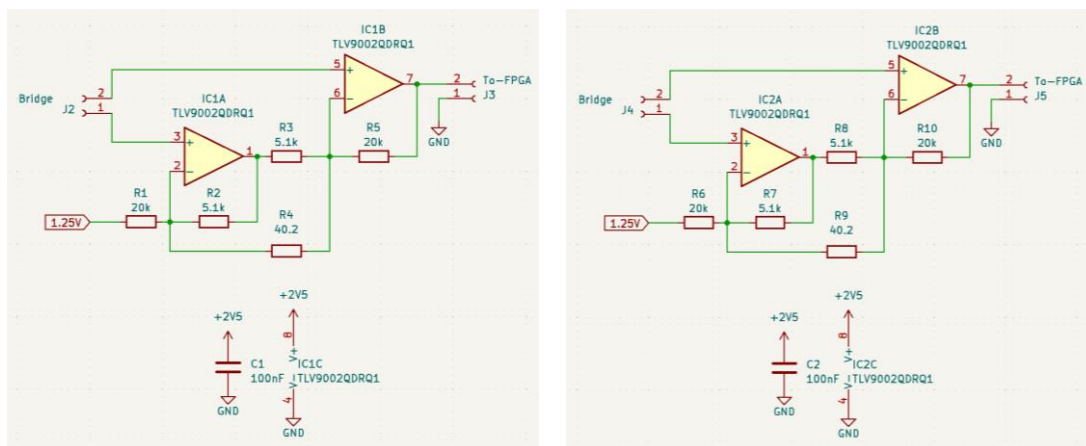 IC1B
TLV9002QDRQ1
5
+
7
6
−
2
To-FPGA
1
J3
GND
Bridge
2
1
J2
IC1A
TLV9002QDRQ1
3
+
1
2
−
R3
5.1k
R5
20k
R1
20k
R2
5.1k
1.25V
R4
40.2
+2V5
C1
100nF
GND
+2V5
8
V+
IC1C
TLV9002QDRQ1
V−
4
GND
IC2B
TLV9002QDRQ1
5
+
7
6
−
2
To-FPGA
1
J5
GND
Bridge
2
1
J4
IC2A
TLV9002QDRQ1
3
+
1
2
−
R8
5.1k
R10
20k
R6
20k
R7
5.1k
1.25V
R9
40.2
+2V5
C2
100nF
GND
+2V5
8
V+
IC2C
TLV9002QDRQ1
V−
4
GND